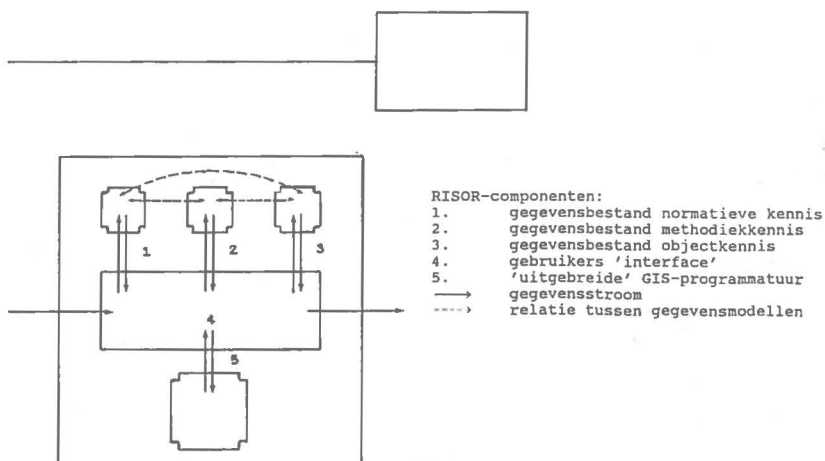 1
2
3
4
5
RISOR-componenten:
1. gegevensbestand normatieve kennis
2. gegevensbestand methodiekkennis
3. gegevensbestand objectkennis
4. gebruikers 'interface'
5. 'uitgebreide' GIS-programmatuur
gegevensstroom
relatie tussen gegevensmodellen